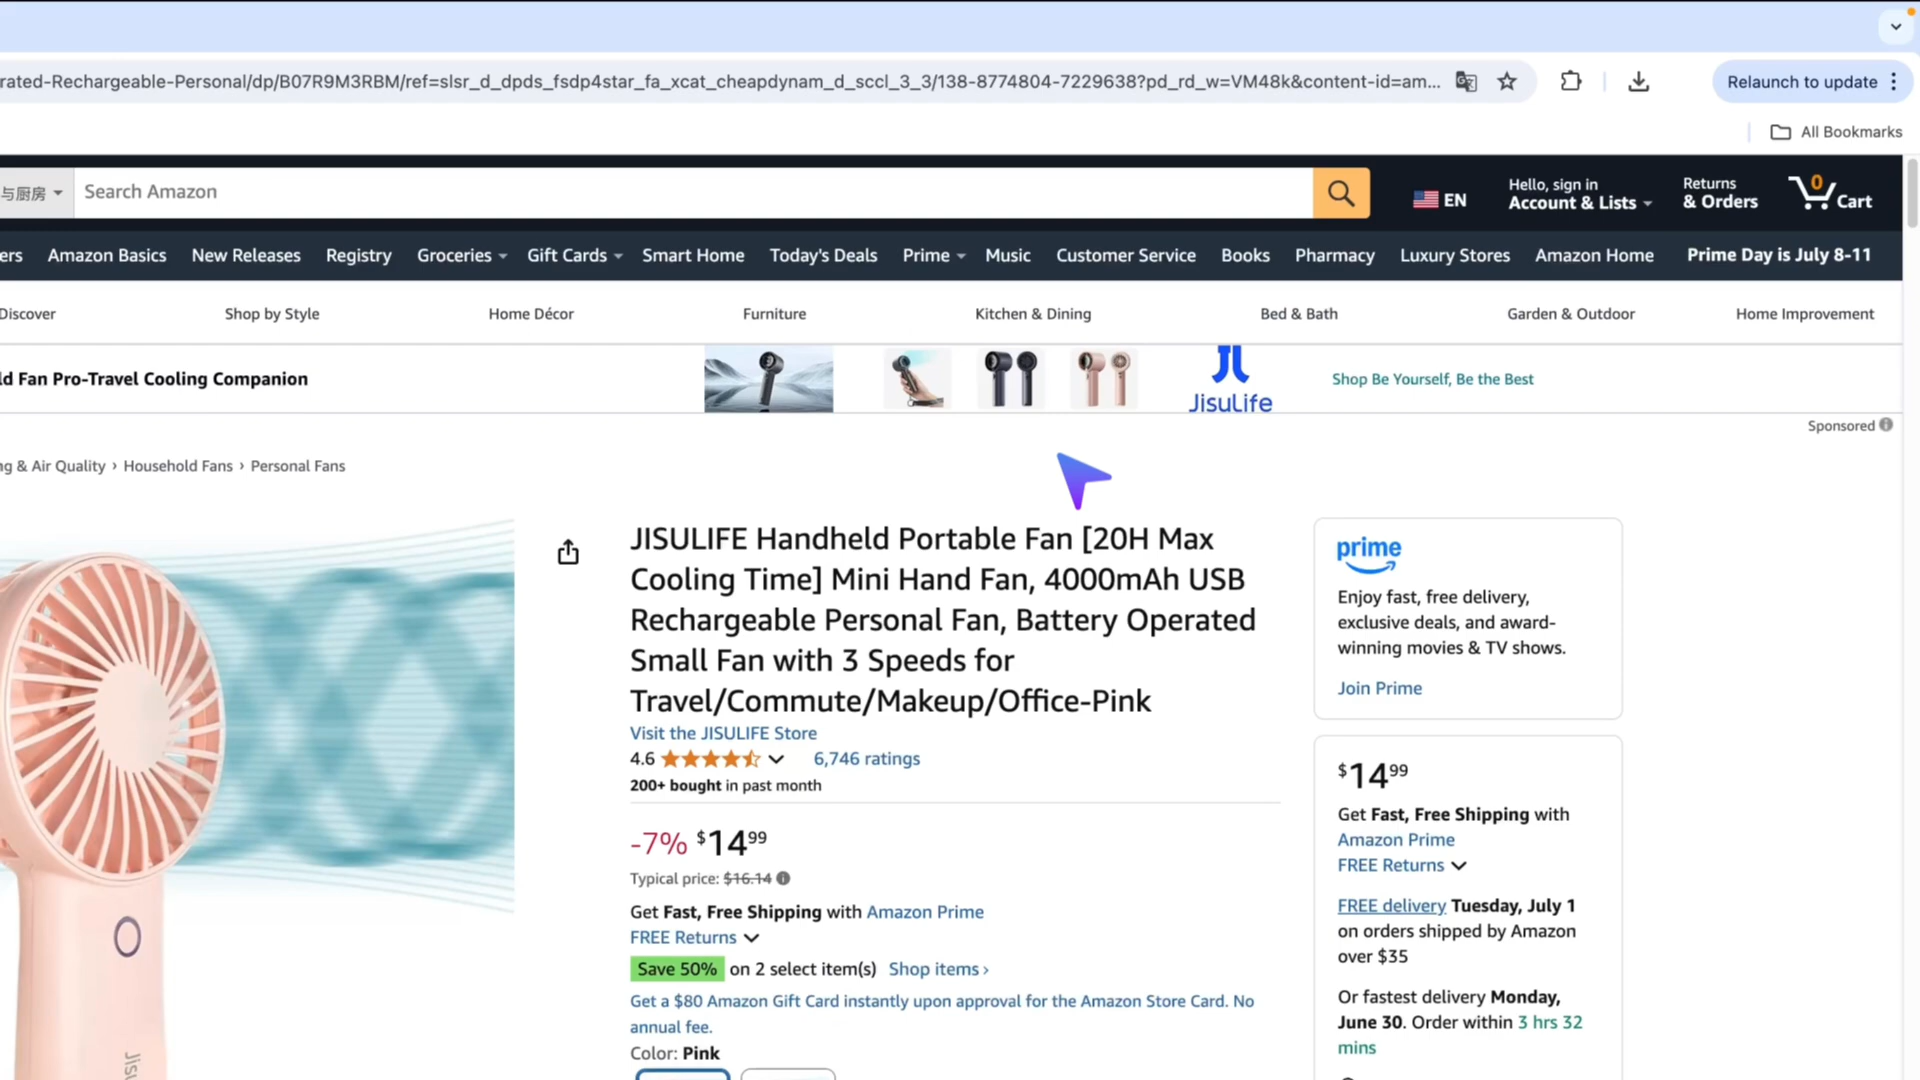 rated-Rechargeable-Personal/dp/B07R9M3RBM/ref=slsr_d_dpds_fsdp4star_fa_xcat_cheapdynam_d_sccl_3_3/138-8774804-7229638?pd_rd_w=VM48k&content-id=am...
Relaunch to update
All Bookmarks
与厨房
Search Amazon
EN
Hello, sign in
Account & Lists
Returns
& Orders
0
Cart
ers
Amazon Basics
New Releases
Registry
Groceries
Gift Cards
Smart Home
Today's Deals
Prime
Music
Customer Service
Books
Pharmacy
Luxury Stores
Amazon Home
Prime Day is July 8-11
Discover
Shop by Style
Home Décor
Furniture
Kitchen & Dining
Bed & Bath
Garden & Outdoor
Home Improvement
ld Fan Pro-Travel Cooling Companion
JisuLife
Shop Be Yourself, Be the Best
Sponsored
ng & Air Quality › Household Fans › Personal Fans
JISULIFE Handheld Portable Fan [20H Max
Cooling Time] Mini Hand Fan, 4000mAh USB
Rechargeable Personal Fan, Battery Operated
Small Fan with 3 Speeds for
Travel/Commute/Makeup/Office-Pink
Visit the JISULIFE Store
4.6
6,746 ratings
200+ bought in past month
-7% $14.99
Typical price: $16.14
Get Fast, Free Shipping with Amazon Prime
FREE Returns
Save 50% on 2 select item(s) Shop items ›
Get a $80 Amazon Gift Card instantly upon approval for the Amazon Store Card. No
annual fee.
Color: Pink
JISU
prime
Enjoy fast, free delivery,
exclusive deals, and award-
winning movies & TV shows.
Join Prime
$14.99
Get Fast, Free Shipping with
Amazon Prime
FREE Returns
FREE delivery Tuesday, July 1
on orders shipped by Amazon
over $35
Or fastest delivery Monday,
June 30. Order within 3 hrs 32
mins